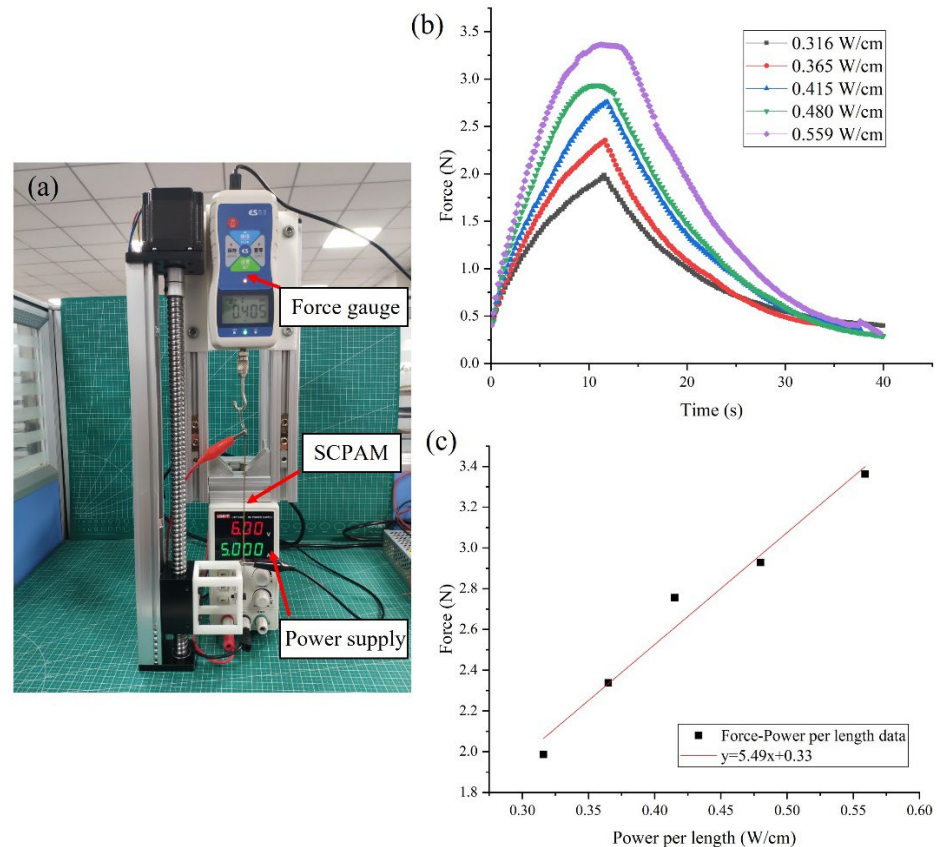 (a)
Force gauge
0.405
SCPAM
6.00 V
5.000 A
Power supply
(b)
Force (N)
3.5
3.0
2.5
2.0
1.5
1.0
0.5
0.0
0.316 W/cm
0.365 W/cm
0.415 W/cm
0.480 W/cm
0.559 W/cm
0
10
20
30
40
Time (s)
(c)
Force (N)
3.4
3.2
3.0
2.8
2.6
2.4
2.2
2.0
1.8
Force-Power per length data
y=5.49x+0.33
0.30
0.35
0.40
0.45
0.50
0.55
0.60
Power per length (W/cm)